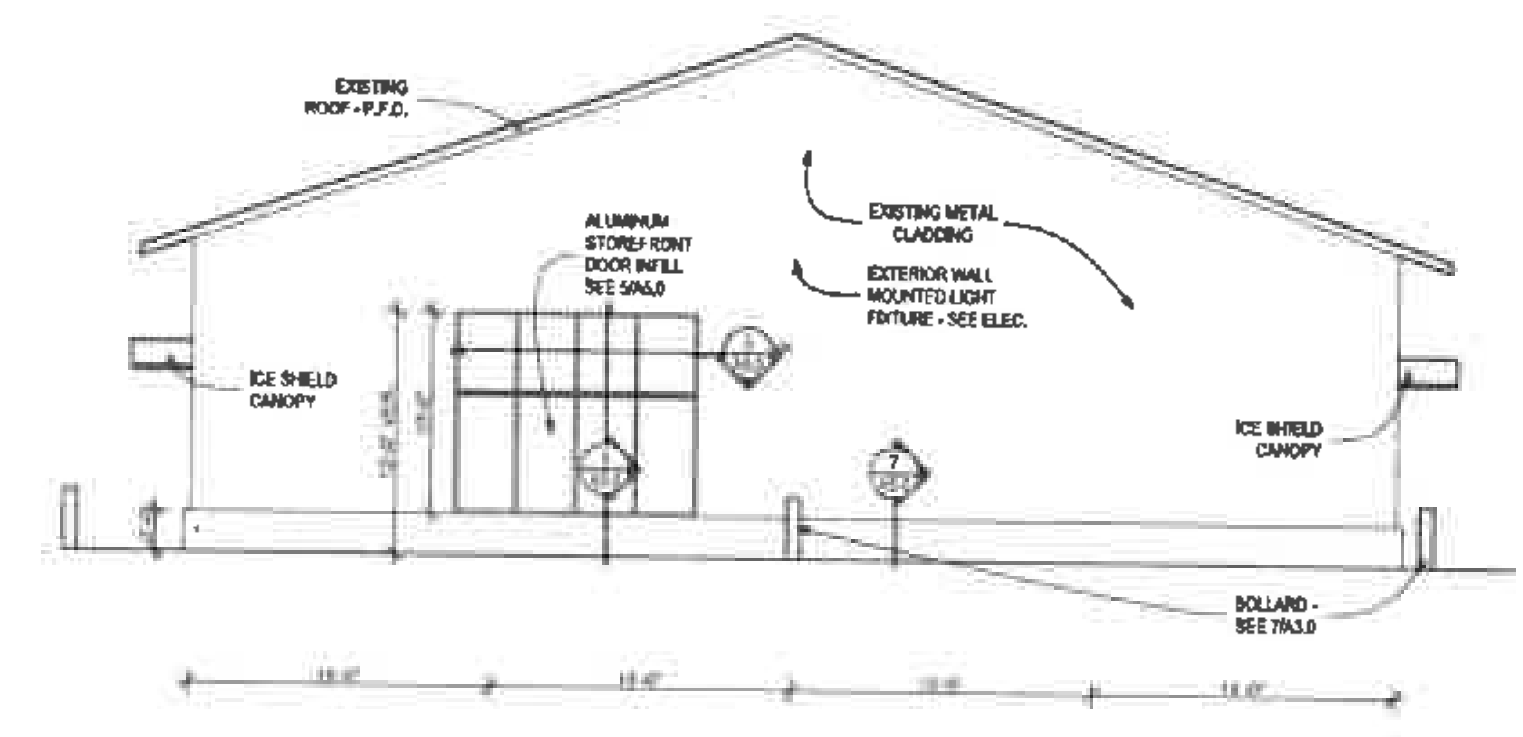 EXISTING
ROOF - P.F.D.
ALUMINUM
STOREFRONT
DOOR INFILL
SEE 5/A5.0
EXISTING METAL
CLADDING
EXTERIOR WALL
MOUNTED LIGHT
FIXTURE - SEE ELEC.
ICE SHIELD
CANOPY
ICE SHIELD
CANOPY
7
BOLLARD -
SEE 7/A3.0